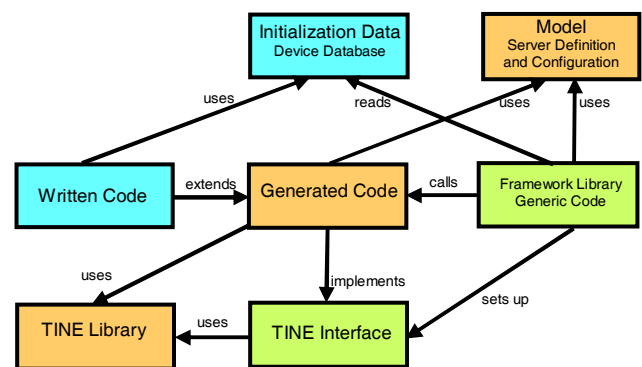 Initialization Data
Device Database
Model
Server Definition
and Configuration
uses
reads
uses
uses
Written Code
extends
Generated Code
calls
Framework Library
Generic Code
uses
implements
sets up
TINE Library
uses
TINE Interface